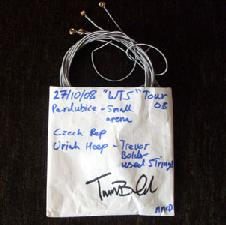 27/10/08 "WTS" Tour
Pardubice - Small 08
arena
Czech Rep
Uriah Heep - Trevor
Bolder
used Strings